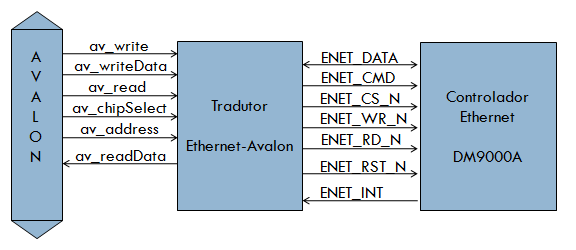 AVALON
av_write
av_writeData
av_read
av_chipSelect
av_address
av_readData
Tradutor
Ethernet-Avalon
ENET_DATA
ENET_CMD
ENET_CS_N
ENET_WR_N
ENET_RD_N
ENET_RST_N
ENET_INT
Controlador
Ethernet
DM9000A